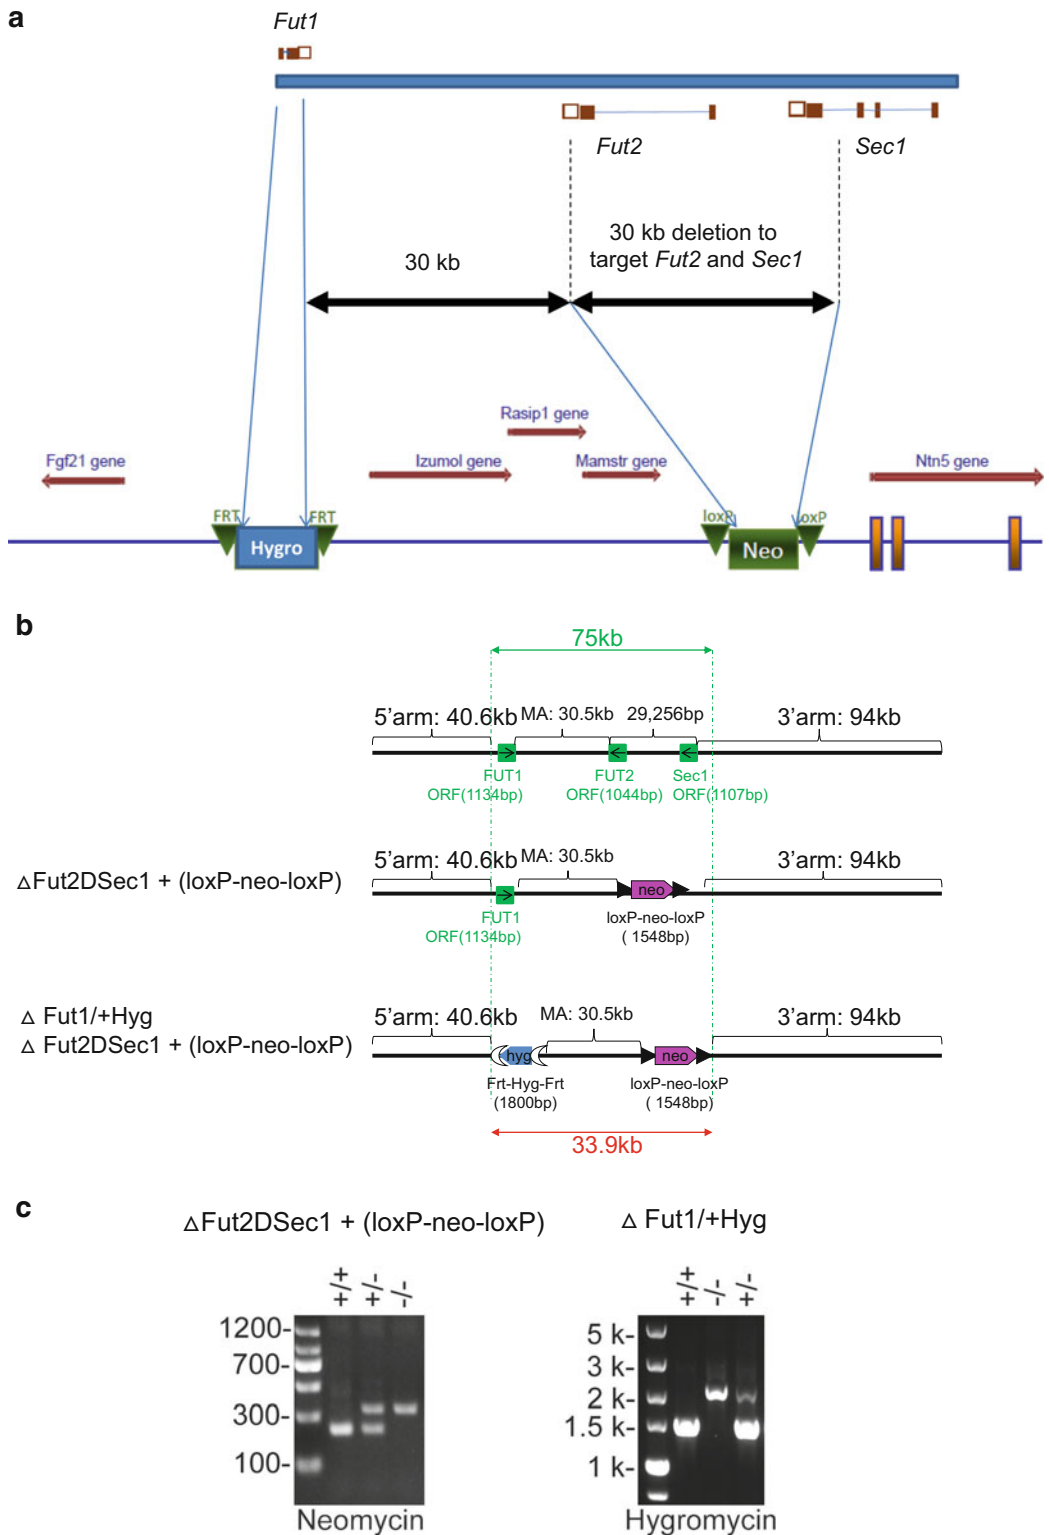 a
Fut1
Fut2
Sec1
30 kb
30 kb deletion to
target Fut2 and Sec1
Rasip1 gene
Fgf21 gene
Izumol gene
Mamstr gene
Ntn5 gene
FRT
FRT
loxP
loxP
Hygro
Neo
b
75kb
5'arm: 40.6kb
MA: 30.5kb
29,256bp
3'arm: 94kb
FUT1
ORF(1134bp)
FUT2
ORF(1044bp)
Sec1
ORF(1107bp)
△Fut2DSec1 + (loxP-neo-loxP)
5'arm: 40.6kb
MA: 30.5kb
3'arm: 94kb
neo
FUT1
ORF(1134bp)
loxP-neo-loxP
( 1548bp)
△ Fut1/+Hyg
△ Fut2DSec1 + (loxP-neo-loxP)
5'arm: 40.6kb
MA: 30.5kb
3'arm: 94kb
hyg
neo
Frt-Hyg-Frt
(1800bp)
loxP-neo-loxP
( 1548bp)
33.9kb
c
△Fut2DSec1 + (loxP-neo-loxP)
△ Fut1/+Hyg
+/+ -/+ -/-
+/+ -/- -/+
1200-
700-
300-
100-
Neomycin
5 k-
3 k-
2 k-
1.5 k-
1 k-
Hygromycin